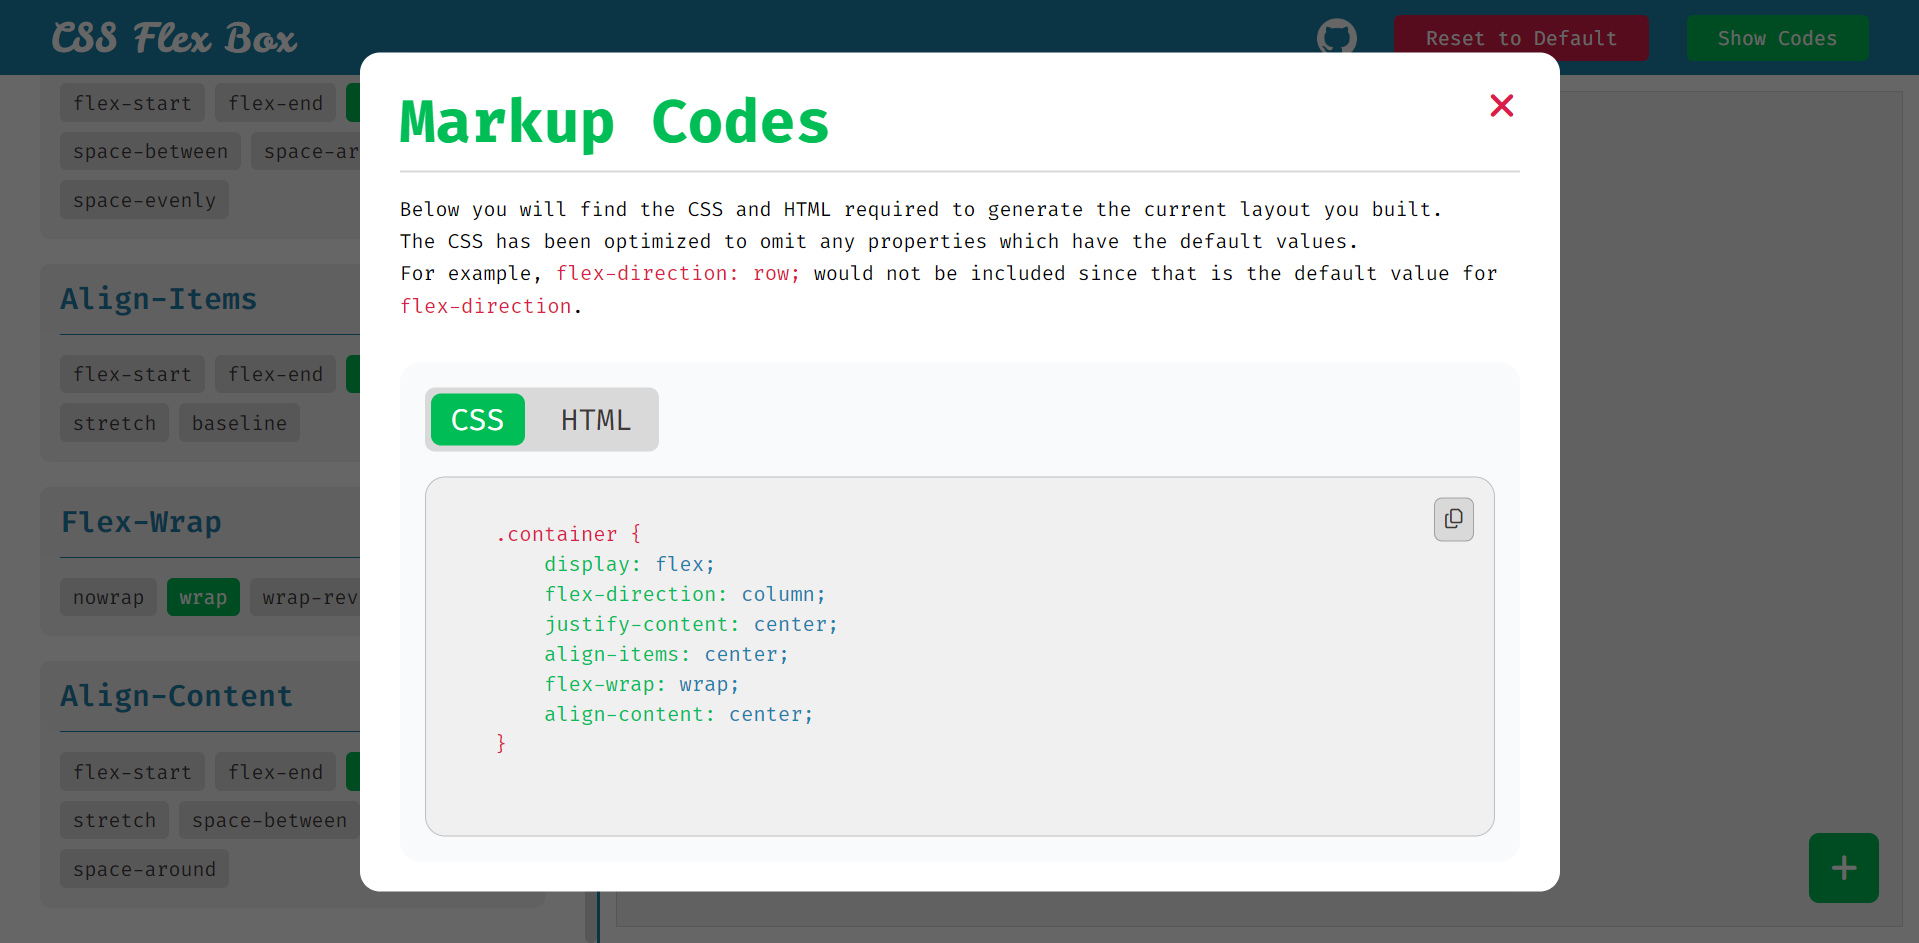 CSS Flex Box
Reset to Default
Show Codes
flex-start
flex-end
space-between
space-ar
space-evenly
Align-Items
flex-start
flex-end
stretch
baseline
Flex-Wrap
nowrap
wrap
wrap-rev
Align-Content
flex-start
flex-end
stretch
space-between
space-around
Markup Codes
Below you will find the CSS and HTML required to generate the current layout you built.
The CSS has been optimized to omit any properties which have the default values.
For example, flex-direction: row; would not be included since that is the default value for
flex-direction.
CSS
HTML
.container {
    display: flex;
    flex-direction: column;
    justify-content: center;
    align-items: center;
    flex-wrap: wrap;
    align-content: center;
}